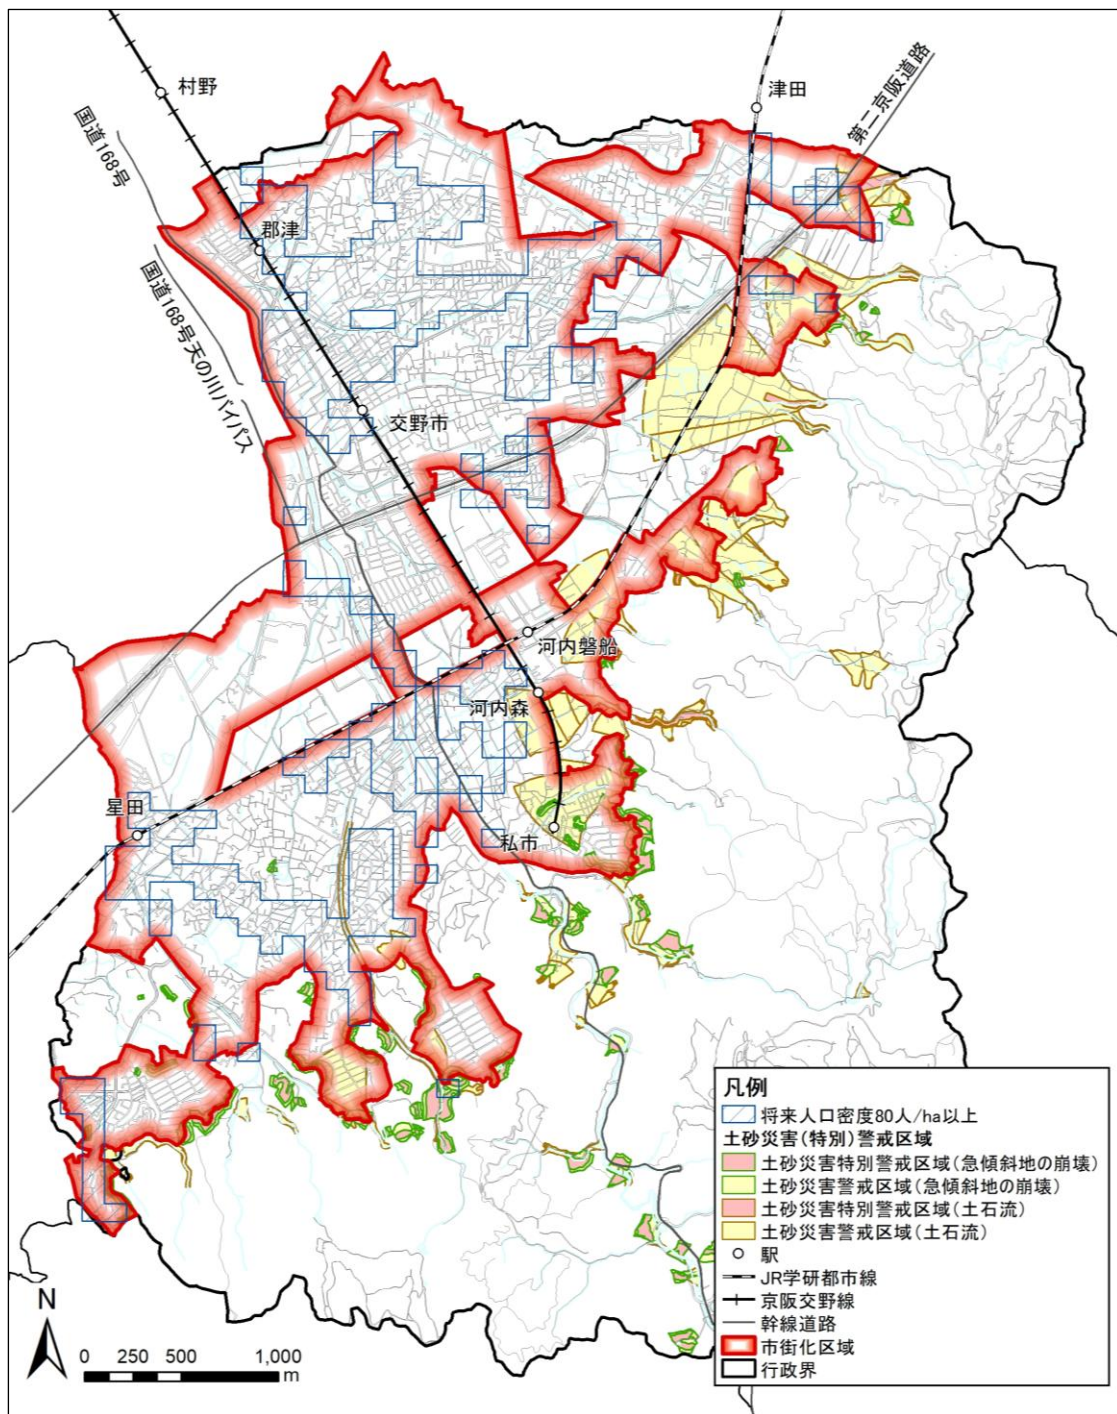 村野
津田
第二京阪道路
国道168号
郡津
国道168号天の川バイパス
交野市
河内磐船
河内森
星田
私市
凡例
将来人口密度80人/ha以上
土砂災害(特別)警戒区域
土砂災害特別警戒区域(急傾斜地の崩壊)
土砂災害警戒区域(急傾斜地の崩壊)
土砂災害特別警戒区域(土石流)
土砂災害警戒区域(土石流)
駅
JR学研都市線
京阪交野線
幹線道路
市街化区域
行政界
N
0 250 500 1,000
m